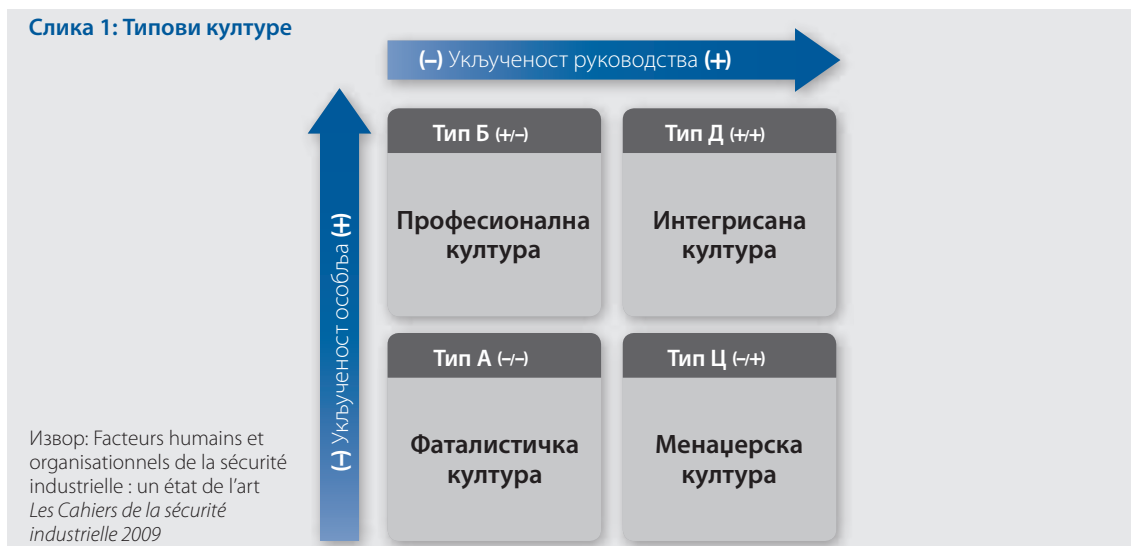 Слика 1: Типови културе
(–) Укључeност руководства (+)
(–) Укључeност особља (+)
Тип Б (+/–)
Професионална
култура
Тип Д (+/+)
Интегрисана
култура
Тип А (–/–)
Фаталистичка
култура
Тип Ц (–/+)
Менаџерска
култура
Извор: Facteurs humains et
organisationnels de la sécurité
industrielle : un état de l’art
Les Cahiers de la sécurité
industrielle 2009